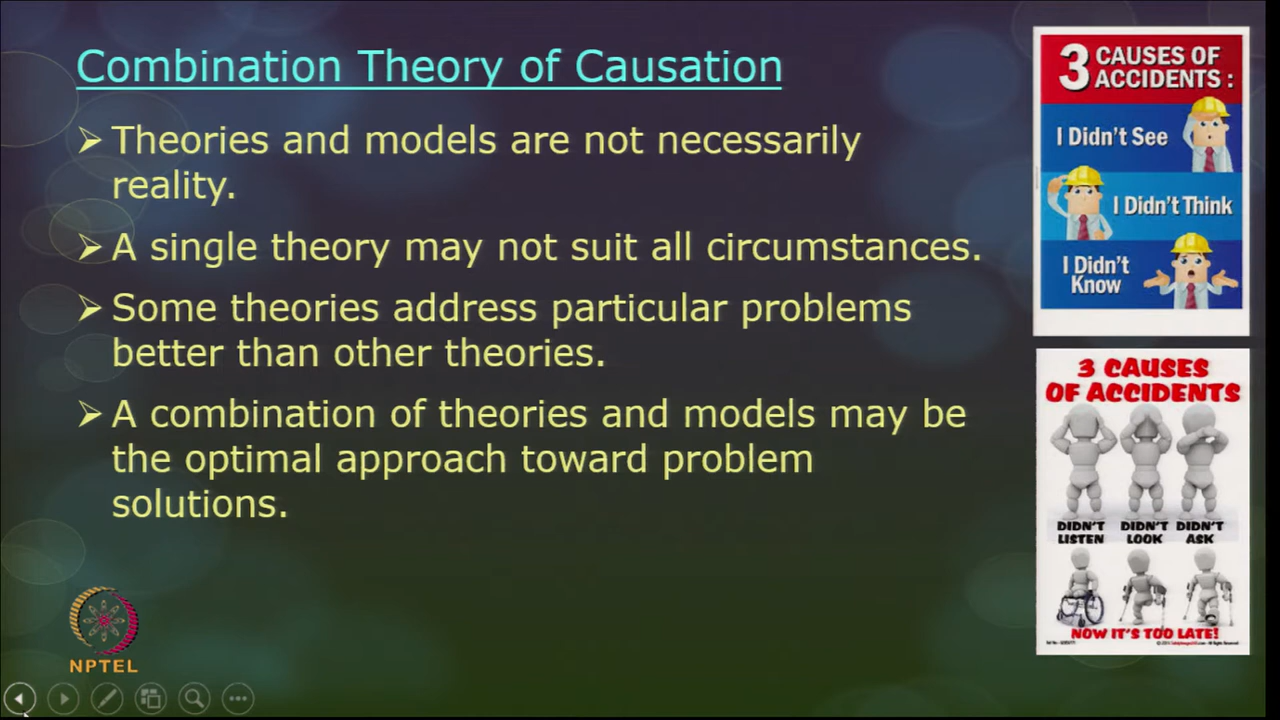 Combination Theory of Causation
Theories and models are not necessarily
reality.
A single theory may not suit all circumstances.
Some theories address particular problems
better than other theories.
A combination of theories and models may be
the optimal approach toward problem
solutions.
3 CAUSES OF
ACCIDENTS :
I Didn't See
I Didn't Think
I Didn't
Know
3 CAUSES
OF ACCIDENTS
DIDN'T
LISTEN
DIDN'T
LOOK
DIDN'T
ASK
NOW IT'S TOO LATE!
NPTEL